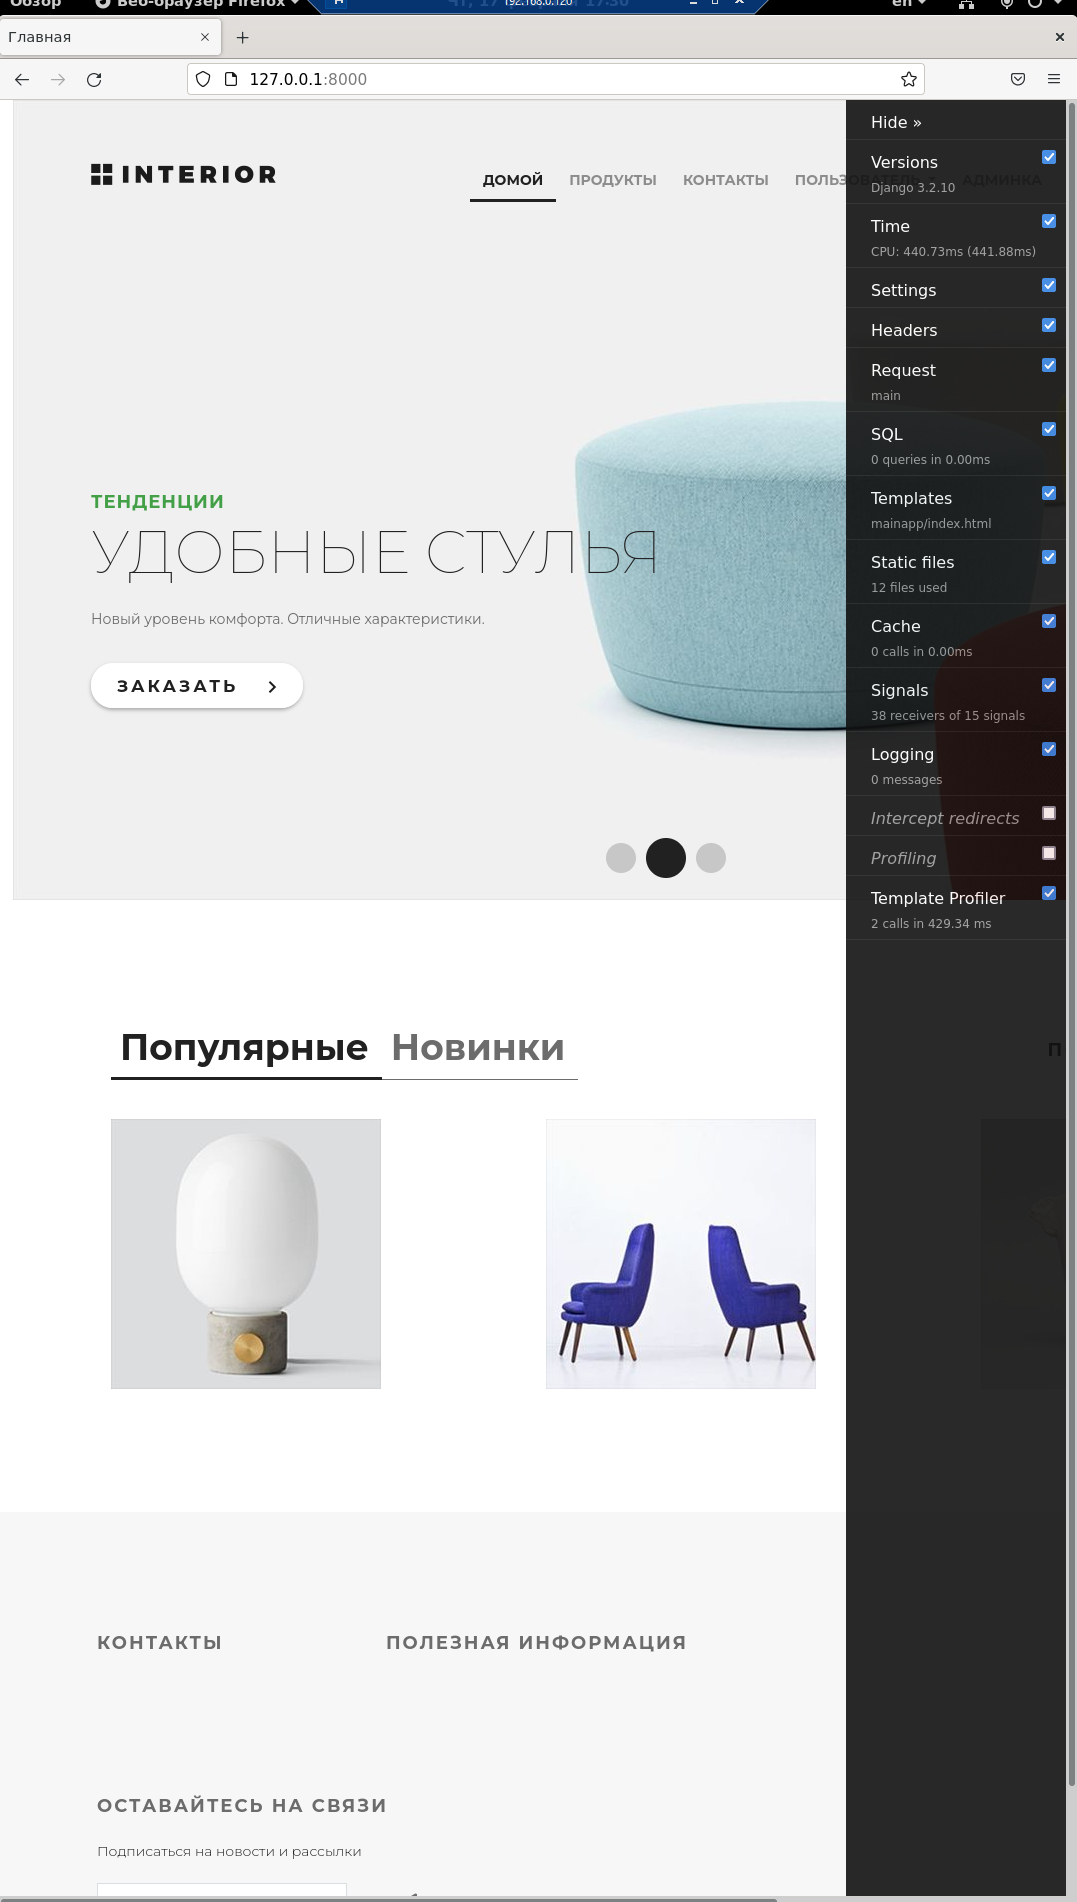 Обзор
Веб-браузер Firefox
192.168.0.120
en
Главная
127.0.0.1:8000
INTERIOR
ДОМОЙ
ПРОДУКТЫ
КОНТАКТЫ
ПОЛЬЗОВАТЕЛЬ
АДМИНКА
ТЕНДЕНЦИИ
УДОБНЫЕ СТУЛЬЯ
Новый уровень комфорта. Отличные характеристики.
ЗАКАЗАТЬ
Hide »
Versions
Django 3.2.10
Time
CPU: 440.73ms (441.88ms)
Settings
Headers
Request
main
SQL
0 queries in 0.00ms
Templates
mainapp/index.html
Static files
12 files used
Cache
0 calls in 0.00ms
Signals
38 receivers of 15 signals
Logging
0 messages
Intercept redirects
Profiling
Template Profiler
2 calls in 429.34 ms
Популярные
Новинки
П
КОНТАКТЫ
ПОЛЕЗНАЯ ИНФОРМАЦИЯ
ОСТАВАЙТЕСЬ НА СВЯЗИ
Подписаться на новости и рассылки